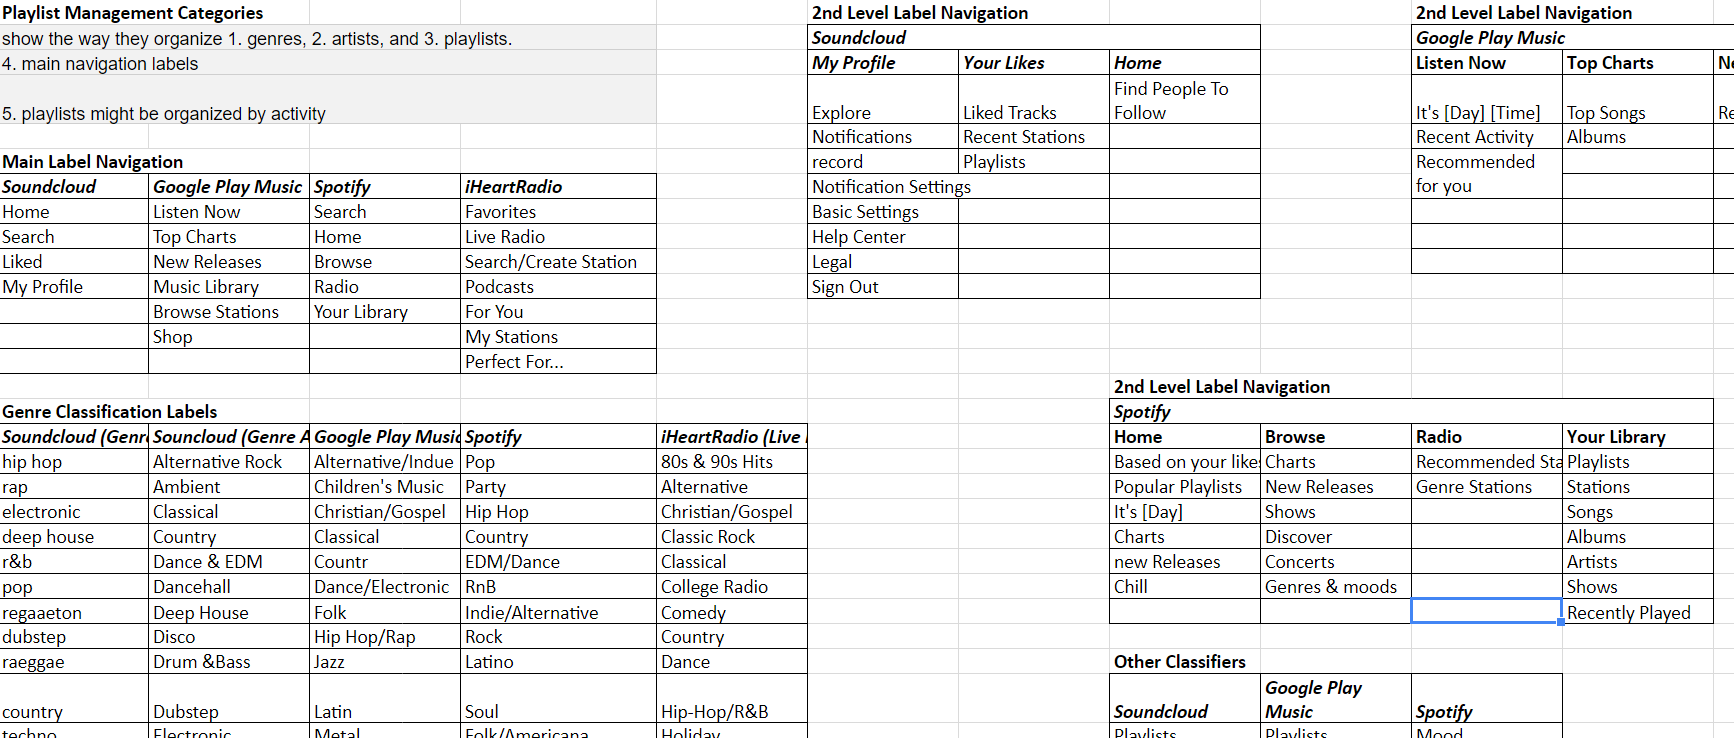 Playlist Management Categories
show the way they organize 1. genres, 2. artists, and 3. playlists.
4. main navigation labels
5. playlists might be organized by activity
Main Label Navigation
Soundcloud Google Play Music Spotify iHeartRadio
Home Listen Now Search Favorites
Search Top Charts Home Live Radio
Liked New Releases Browse Search/Create Station
My Profile Music Library Radio Podcasts
Browse Stations Your Library For You
Shop My Stations
Perfect For...
Genre Classification Labels
Soundcloud (Genr Souncloud (Genre A Google Play Music Spotify iHeartRadio (Live
hip hop Alternative Rock Alternative/Indue Pop 80s & 90s Hits
rap Ambient Children's Music Party Alternative
electronic Classical Christian/Gospel Hip Hop Christian/Gospel
deep house Country Classical Country Classic Rock
r&b Dance & EDM Countr EDM/Dance Classical
pop Dancehall Dance/Electronic RnB College Radio
regaaeton Deep House Folk Indie/Alternative Comedy
dubstep Disco Hip Hop/Rap Rock Country
raeggae Drum &Bass Jazz Latino Dance
country Dubstep Latin Soul Hip-Hop/R&B
techno Electronic Metal Folk/Americana Holiday
2nd Level Label Navigation
Soundcloud
My Profile Your Likes Home
Explore Liked Tracks Find People To
Follow
Notifications Recent Stations
record Playlists
Notification Settings
Basic Settings
Help Center
Legal
Sign Out
2nd Level Label Navigation
Google Play Music
Listen Now Top Charts
It's [Day] [Time] Top Songs
Recent Activity Albums
Recommended
for you
2nd Level Label Navigation
Spotify
Home Browse Radio Your Library
Based on your likes Charts Recommended Sta Playlists
Popular Playlists New Releases Genre Stations Stations
It's [Day] Shows Songs
Charts Discover Albums
new Releases Concerts Artists
Chill Genres & moods Shows
Recently Played
Other Classifiers
Soundcloud Google Play
Music Spotify
Playlists Playlists Mood